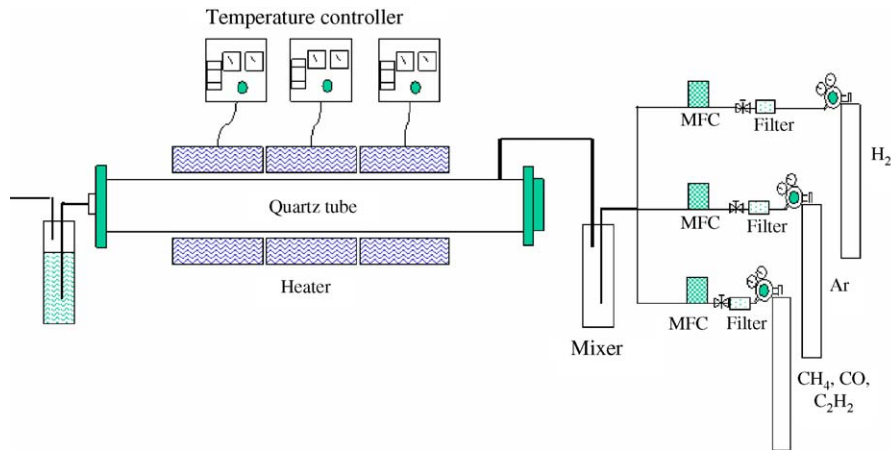 Temperature controller
MFC
Filter
H₂
Quartz tube
MFC
Filter
Heater
Ar
MFC
Filter
Mixer
CH₄, CO,
C₂H₂